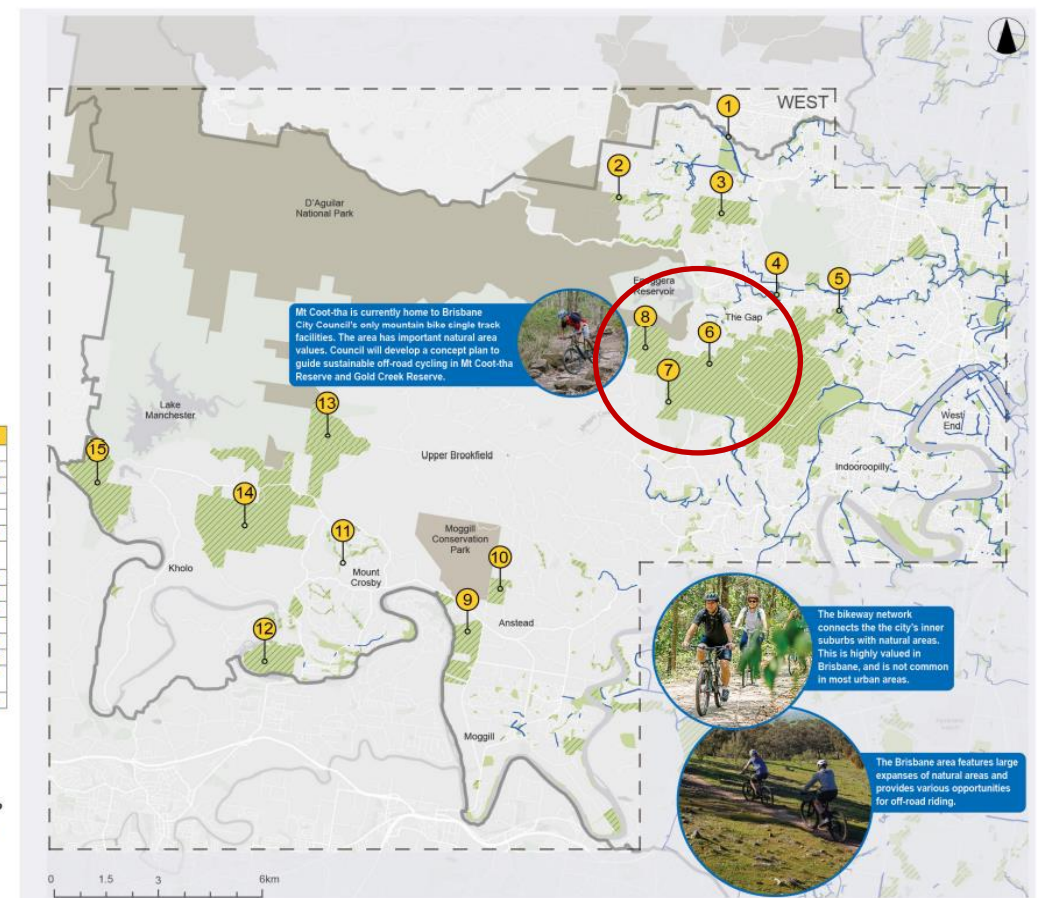 WEST
1
2
3
D'Aguilar
National Park
4
5
Enoggera
Reservoir
The Gap
8
6
7
Mt Coot-tha is currently home to Brisbane
City Council's only mountain bike single track
facilities. The area has important natural area
values. Council will develop a concept plan to
guide sustainable off-road cycling in Mt Coot-tha
Reserve and Gold Creek Reserve.
Lake
Manchester
13
West
End
15
Upper Brookfield
Indooroopilly
14
11
Moggill
Conservation
Park
10
Kholo
Mount
Crosby
9
Anstead
12
The bikeway network
connects the the city's inner
suburbs with natural areas.
This is highly valued in
Brisbane, and is not common
in most urban areas.
Moggill
The Brisbane area features large
expanses of natural areas and
provides various opportunities
for off-road riding.
0 1.5 3 6km